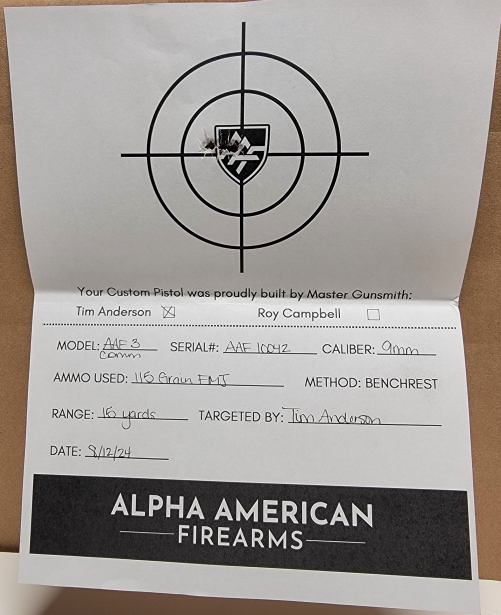 Your Custom Pistol was proudly built by Master Gunsmith:
Tim Anderson ☒ Roy Campbell ☐
MODEL: AAF 3 SERIAL#: AAF 10042 CALIBER: 9mm
Comm
AMMO USED: 115 Grain FMJ METHOD: BENCHREST
RANGE: 15 yards TARGETED BY: Tim Anderson
DATE: 8/12/24
ALPHA AMERICAN
FIREARMS